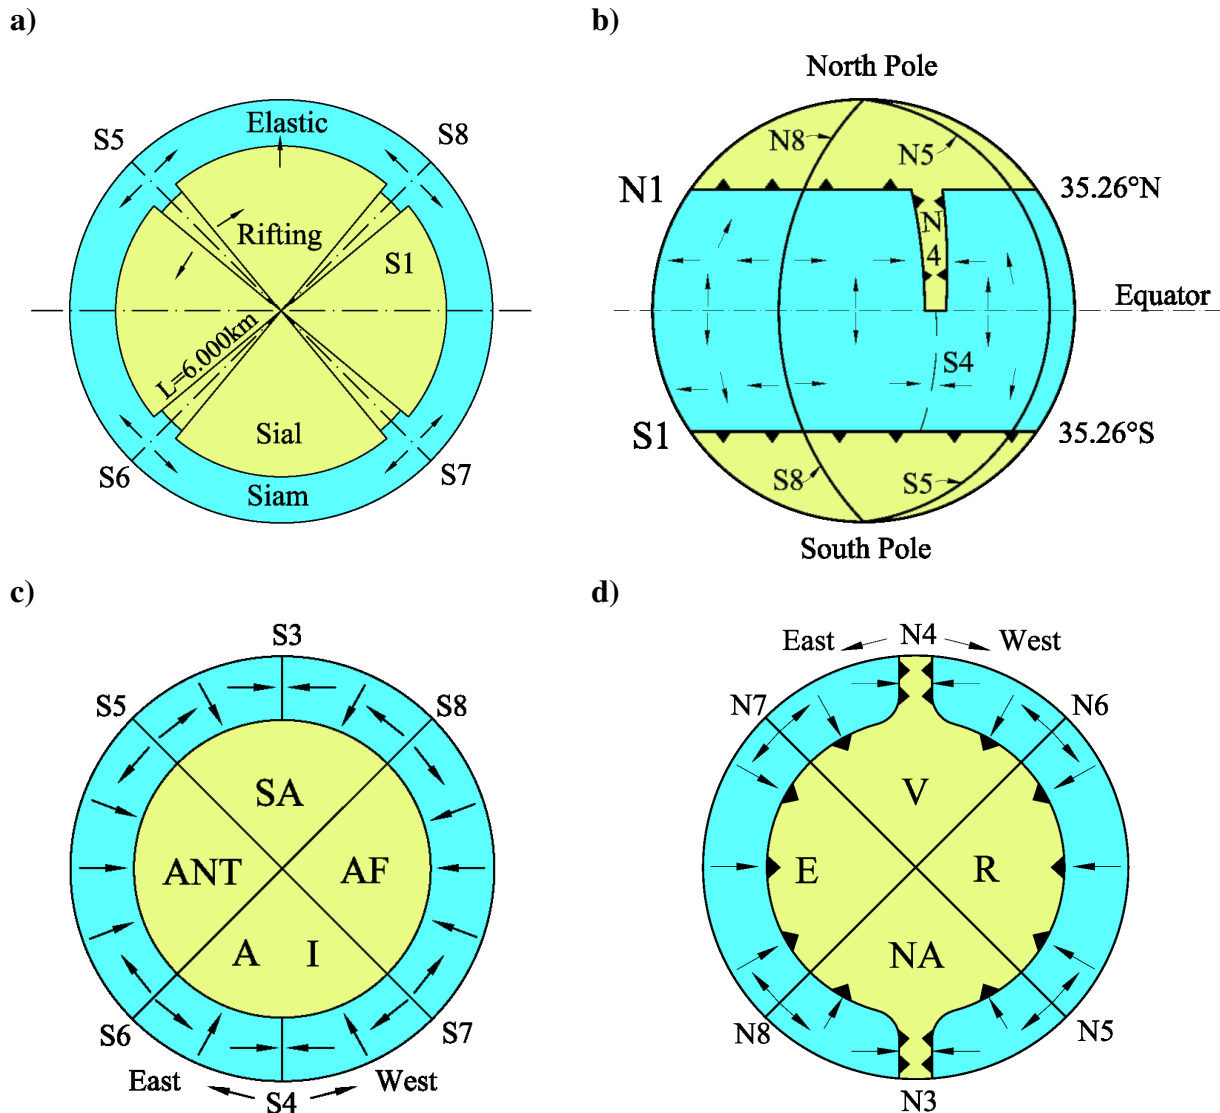 a)
S5
Elastic
S8
Rifting
S1
L=6.000km
Sial
S6
S7
Siam
b)
North Pole
N8
N5
N1
35.26°N
N
4
Equator
S4
S1
35.26°S
S8
S5
South Pole
c)
S3
S5
S8
SA
ANT
AF
A
I
S6
S7
East
West
S4
d)
East
N4
West
N7
N6
V
E
R
NA
N8
N5
N3